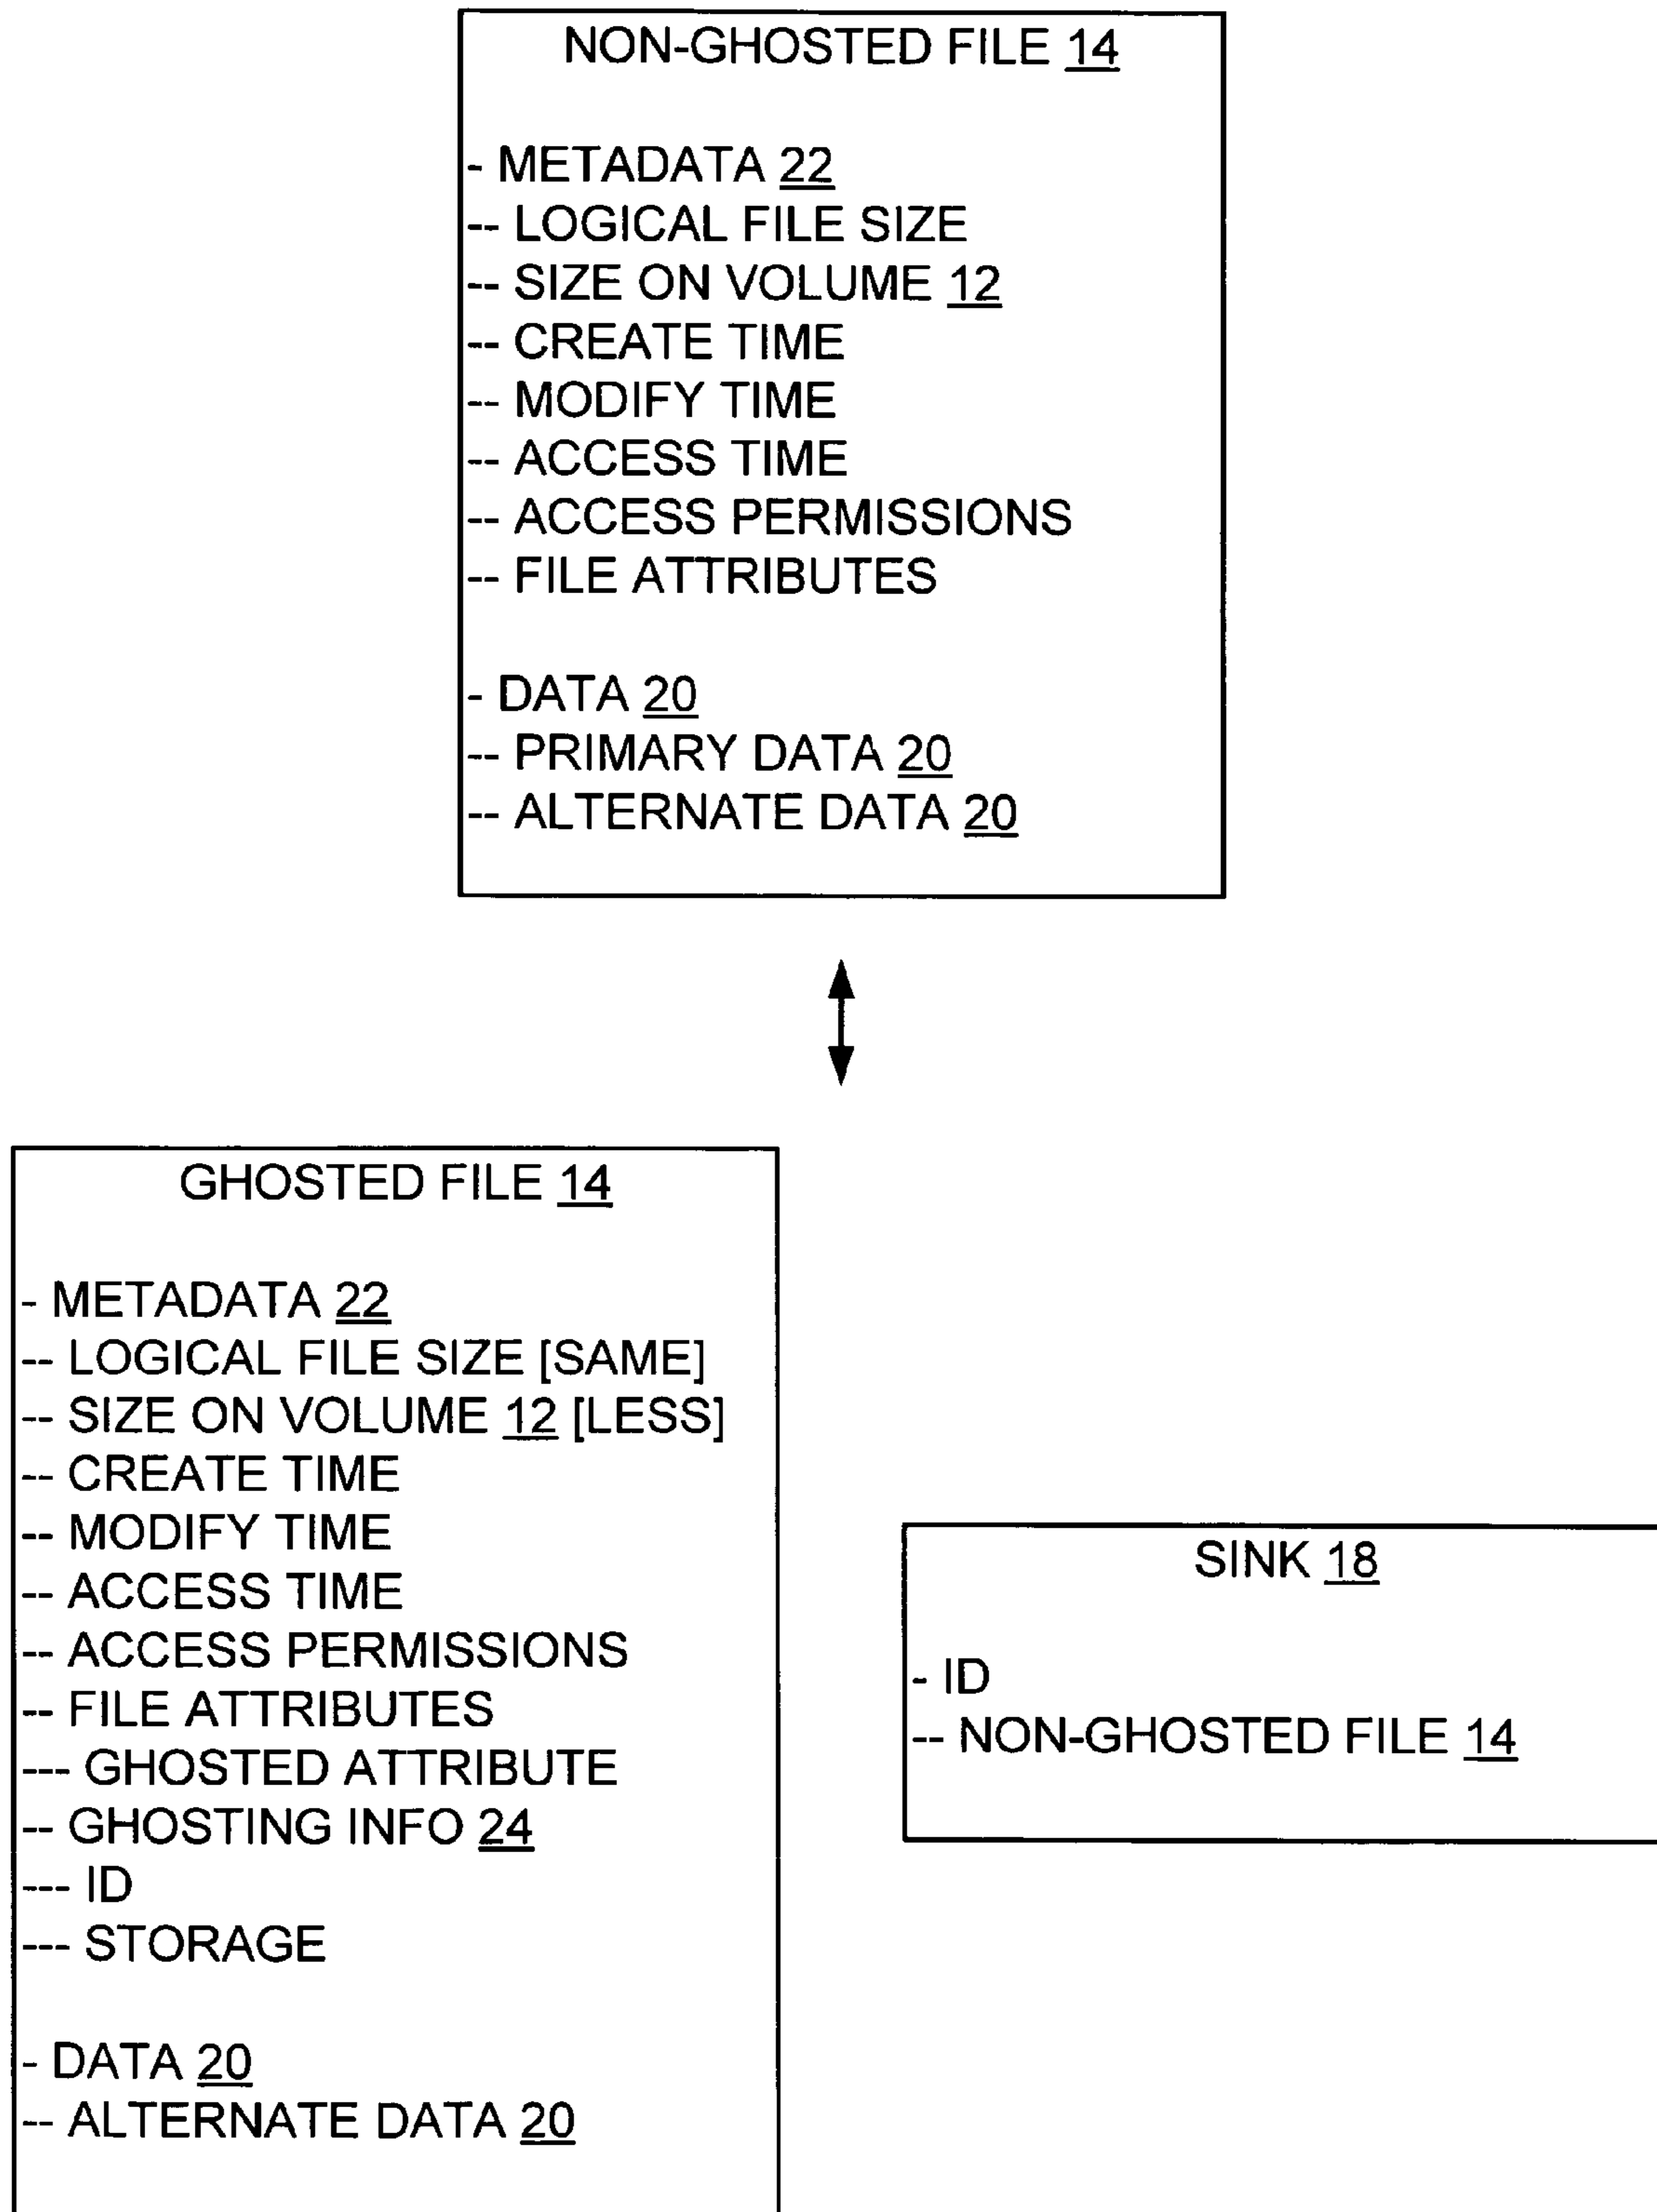 NON-GHOSTED FILE 14
- METADATA 22
-- LOGICAL FILE SIZE
-- SIZE ON VOLUME 12
-- CREATE TIME
-- MODIFY TIME
-- ACCESS TIME
-- ACCESS PERMISSIONS
-- FILE ATTRIBUTES
- DATA 20
-- PRIMARY DATA 20
-- ALTERNATE DATA 20
GHOSTED FILE 14
- METADATA 22
-- LOGICAL FILE SIZE [SAME]
-- SIZE ON VOLUME 12 [LESS]
-- CREATE TIME
-- MODIFY TIME
-- ACCESS TIME
-- ACCESS PERMISSIONS
-- FILE ATTRIBUTES
--- GHOSTED ATTRIBUTE
-- GHOSTING INFO 24
--- ID
--- STORAGE
- DATA 20
-- ALTERNATE DATA 20
SINK 18
- ID
-- NON-GHOSTED FILE 14